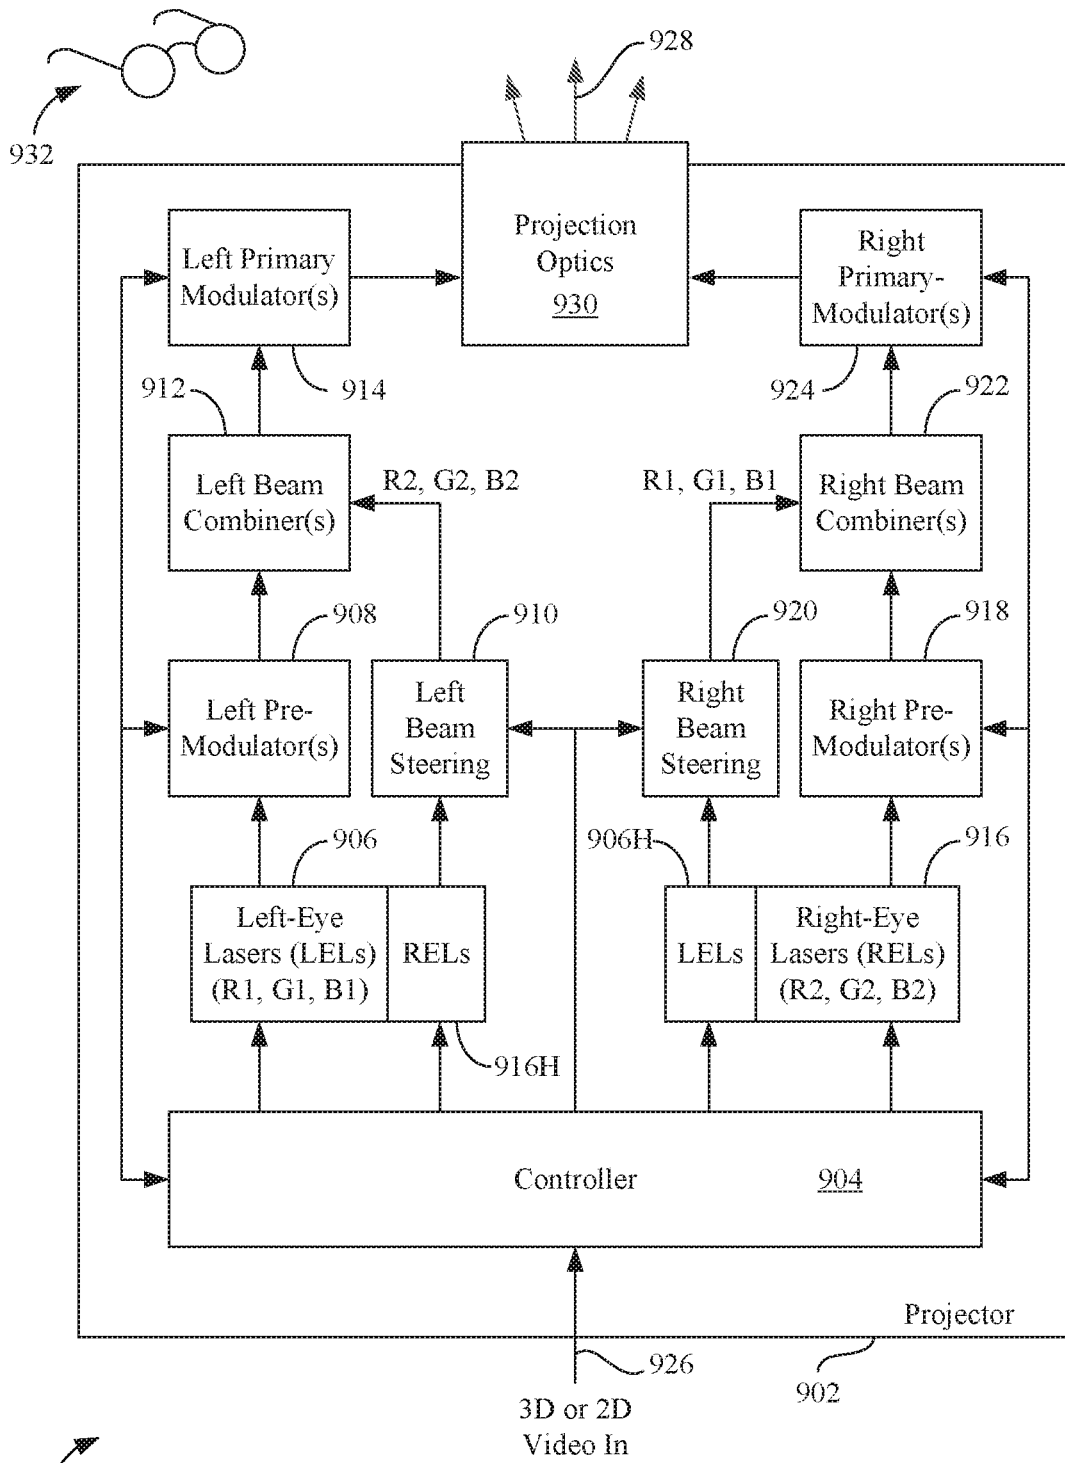 928
932
Projection
Optics
930
Left Primary
Modulator(s)
Right
Primary-
Modulator(s)
912
914
924
922
R2, G2, B2
R1, G1, B1
Left Beam
Combiner(s)
Right Beam
Combiner(s)
908
910
920
918
Left Pre-
Modulator(s)
Left
Beam
Steering
Right
Beam
Steering
Right Pre-
Modulator(s)
906
906H
916
Left-Eye
Lasers (LELs)
(R1, G1, B1)
RELs
LELs
Right-Eye
Lasers (RELs)
(R2, G2, B2)
916H
Controller
904
Projector
926
902
3D or 2D
Video In